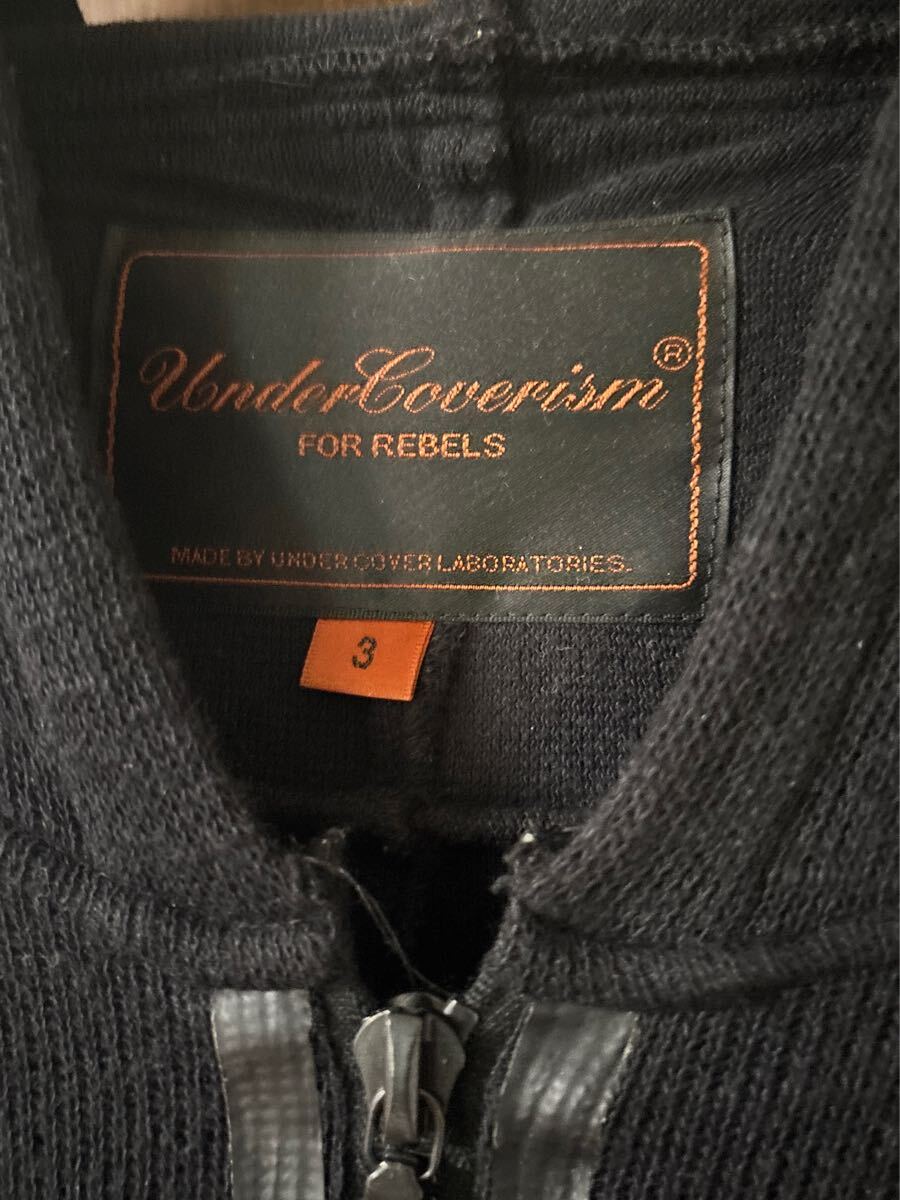 UnderCoverism®
FOR REBELS
MADE BY UNDER COVER LABORATORIES.
3